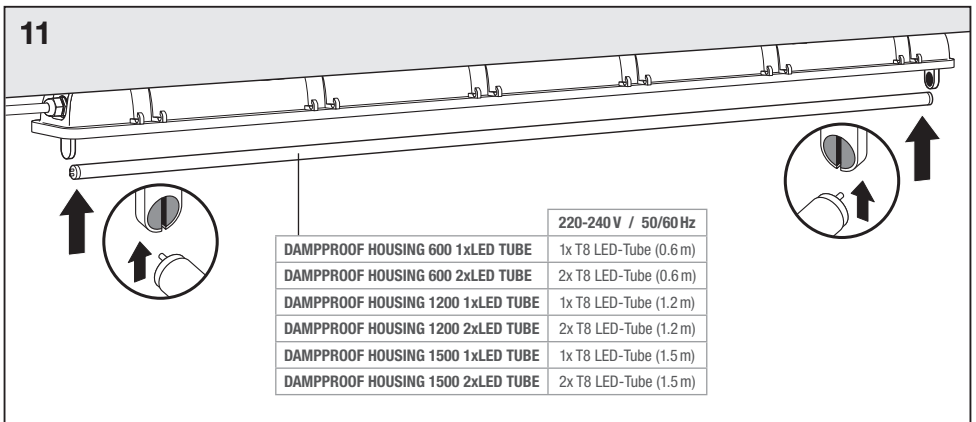 11
220-240 V / 50/60 Hz
DAMPPROOF HOUSING 600 1xLED TUBE 1x T8 LED-Tube (0.6 m)
DAMPPROOF HOUSING 600 2xLED TUBE 2x T8 LED-Tube (0.6 m)
DAMPPROOF HOUSING 1200 1xLED TUBE 1x T8 LED-Tube (1.2 m)
DAMPPROOF HOUSING 1200 2xLED TUBE 2x T8 LED-Tube (1.2 m)
DAMPPROOF HOUSING 1500 1xLED TUBE 1x T8 LED-Tube (1.5 m)
DAMPPROOF HOUSING 1500 2xLED TUBE 2x T8 LED-Tube (1.5 m)